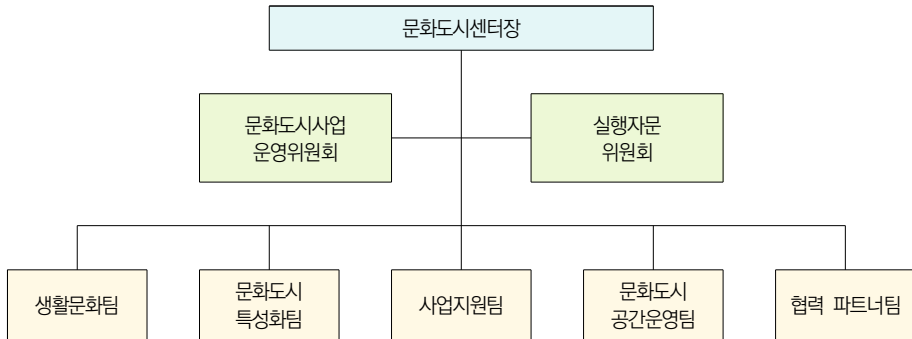 문화도시센터장
문화도시사업
운영위원회
실행자문
위원회
생활문화팀
문화도시
특성화팀
사업지원팀
문화도시
공간운영팀
협력 파트너팀